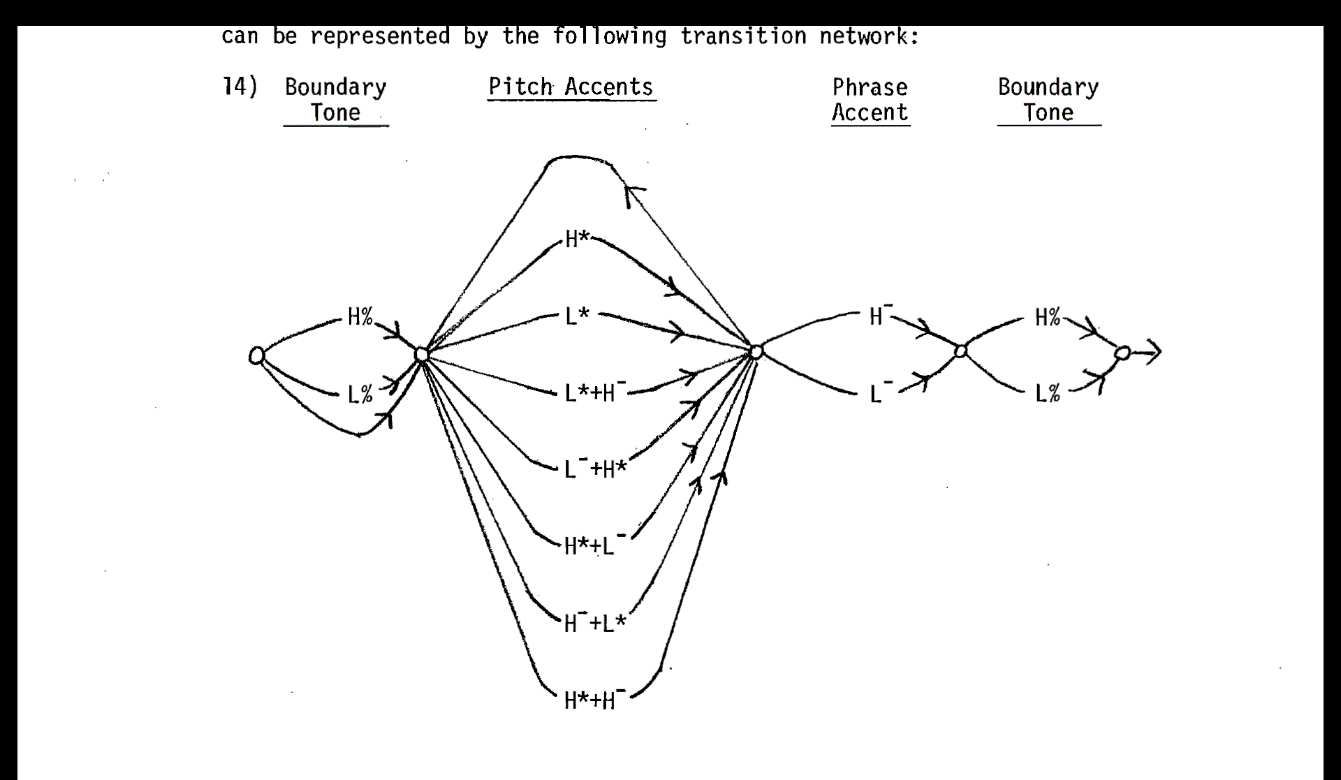 can be represented by the following transition network:
14) Boundary Tone Pitch Accents Phrase Accent Boundary Tone
H*
H% L* H⁻ H%
L% L*+H⁻ L⁻ L%
L⁻+H*
H*+L⁻
H⁻+L*
H*+H⁻